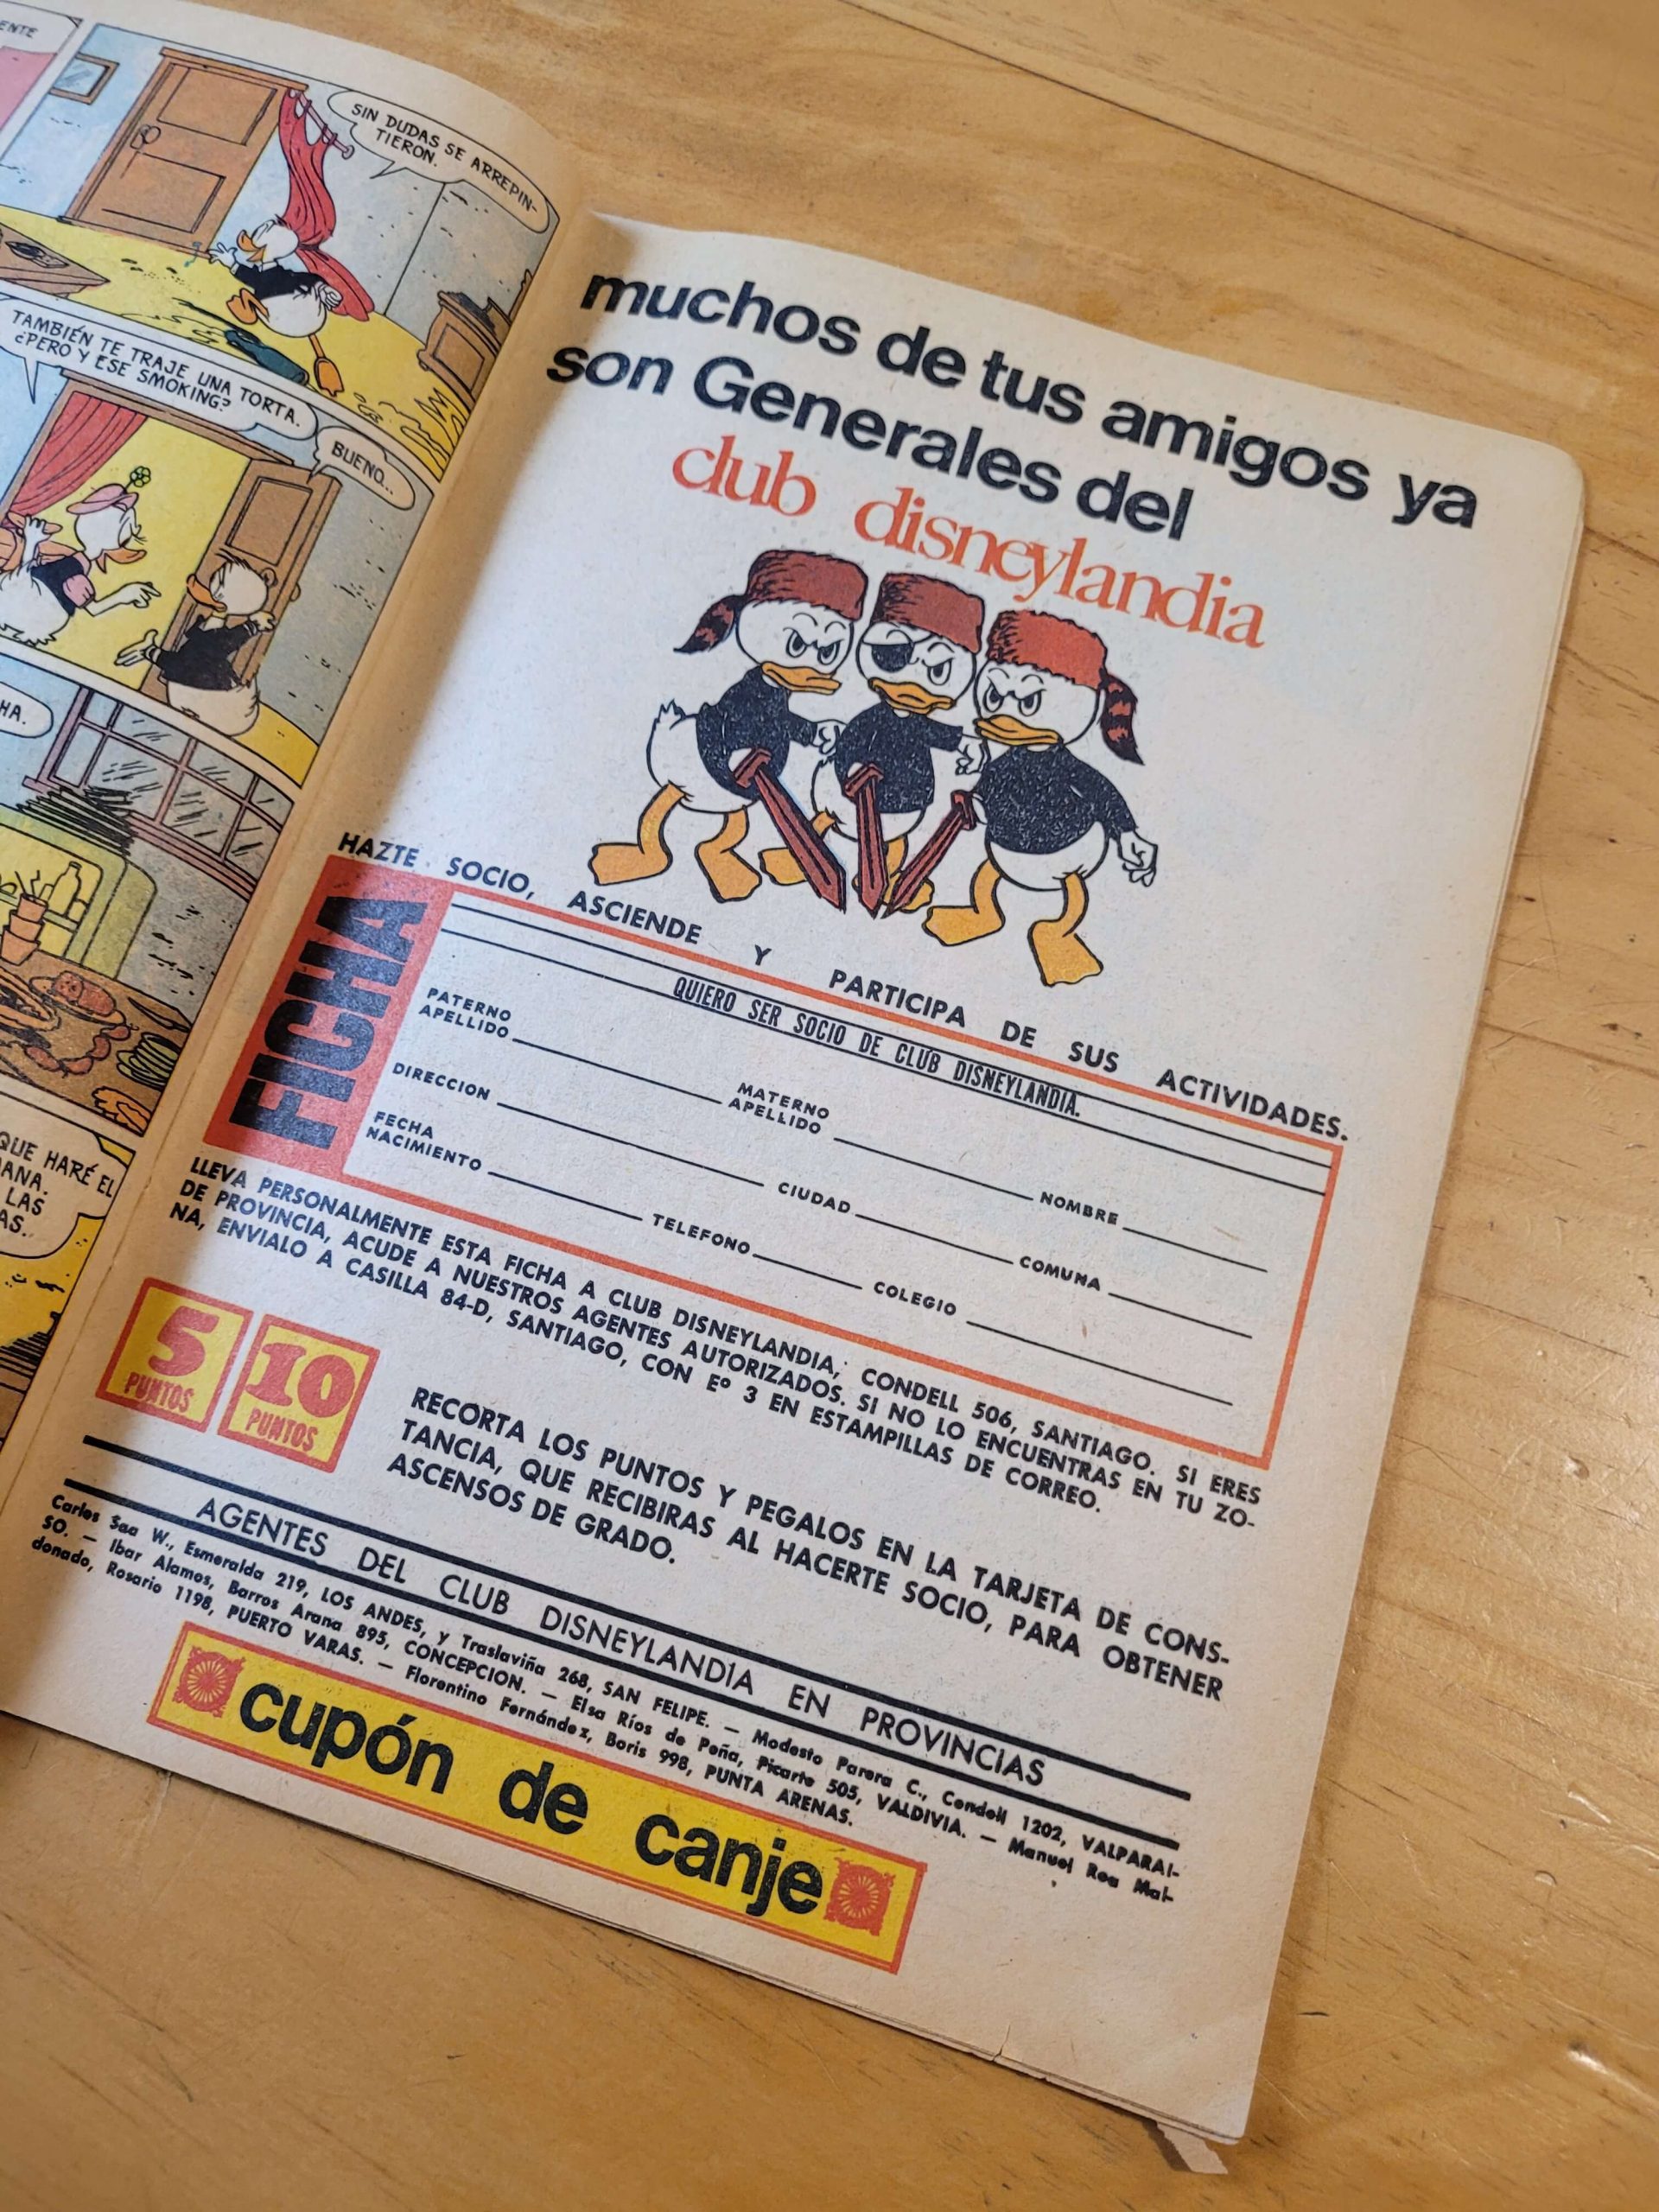 ENTE
SIN DUDAS SE ARREPIN-
TIERON.
TAMBIÉN TE TRAJE UNA TORTA.
¿PERO Y ESE SMOKING?
BUENO...
HA.
QUE HARÉ EL
ANA.
LAS
AS.
muchos de tus amigos ya
son Generales del
club disneylandia
HAZTE SOCIO, ASCIENDE Y PARTICIPA DE SUS ACTIVIDADES.
FICHA
QUIERO SER SOCIO DE CLUB DISNEYLANDIA.
PATERNO
APELLIDO
MATERNO
APELLIDO
NOMBRE
DIRECCION
CIUDAD
COMUNA
FECHA
NACIMIENTO
TELEFONO
COLEGIO
LLEVA PERSONALMENTE ESTA FICHA A CLUB DISNEYLANDIA, CONDELL 506, SANTIAGO. SI ERES
DE PROVINCIA, ACUDE A NUESTROS AGENTES AUTORIZADOS. SI NO LO ENCUENTRAS EN TU ZO-
NA, ENVIALO A CASILLA 84-D, SANTIAGO, CON Eº 3 EN ESTAMPILLAS DE CORREO.
5
PUNTOS
10
PUNTOS
RECORTA LOS PUNTOS Y PEGALOS EN LA TARJETA DE CONS-
TANCIA, QUE RECIBIRAS AL HACERTE SOCIO, PARA OBTENER
ASCENSOS DE GRADO.
AGENTES DEL CLUB DISNEYLANDIA EN PROVINCIAS
Carlos Saa W., Esmeralda 219, LOS ANDES, y Traslaviña 268, SAN FELIPE. — Modesto Parera C., Condell 1202, VALPARAI-
SO. — Ibar Alamos, Barros Arana 895, CONCEPCION. — Elsa Ríos de Peña, Picarte 505, VALDIVIA. — Manuel Roa Mal-
donado, Rosario 1198, PUERTO VARAS. — Florentino Fernández, Boris 998, PUNTA ARENAS.
cupón de canje